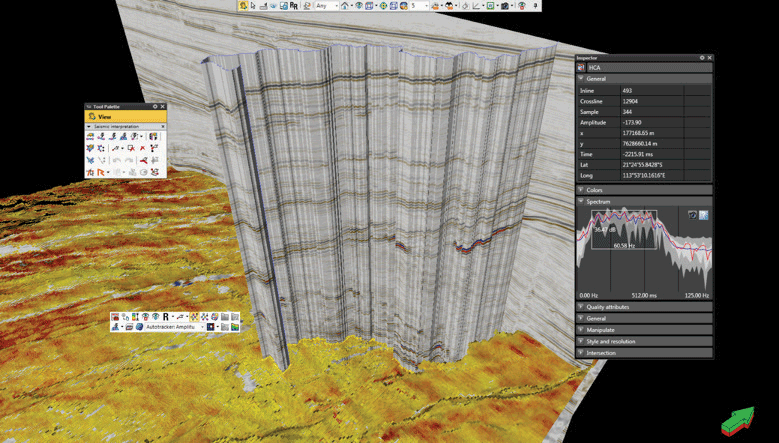 Any
5
Inspector
HCA
General
Inline 493
Crossline 12904
Sample 344
Amplitude -173.90
x 177168.65 m
y 7628660.14 m
Time -2215.91 ms
Lat 21°24'55.8428"S
Long 113°53'10.1616"E
Colors
Spectrum
36.47 dB
60.58 Hz
0.00 Hz 512.00 ms 125.00 Hz
Quality attributes
General
Manipulate
Style and resolution
Intersection
Tool Palette
View
Seismic interpretation
R
Autotracker: Amplitu